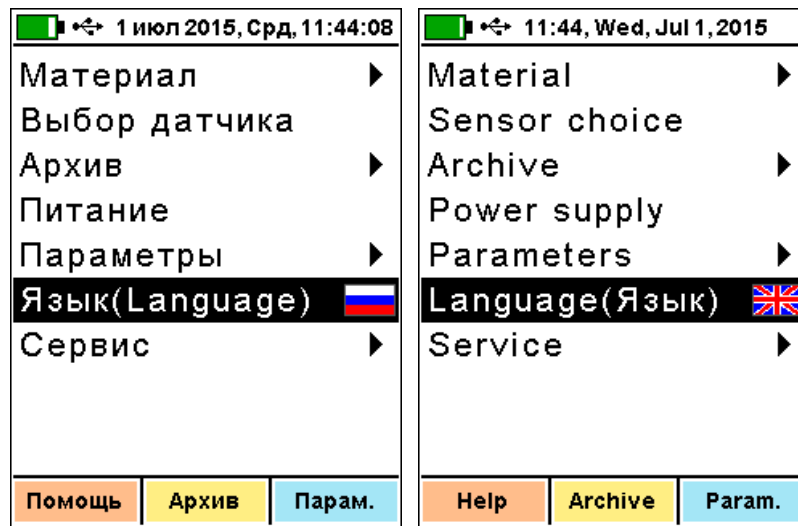 1 июл 2015, Срд, 11:44:08
Материал
Выбор датчика
Архив
Питание
Параметры
Язык(Language)
Сервис
Помощь Архив Парам.
11:44, Wed, Jul 1, 2015
Material
Sensor choice
Archive
Power supply
Parameters
Language(Язык)
Service
Help Archive Param.